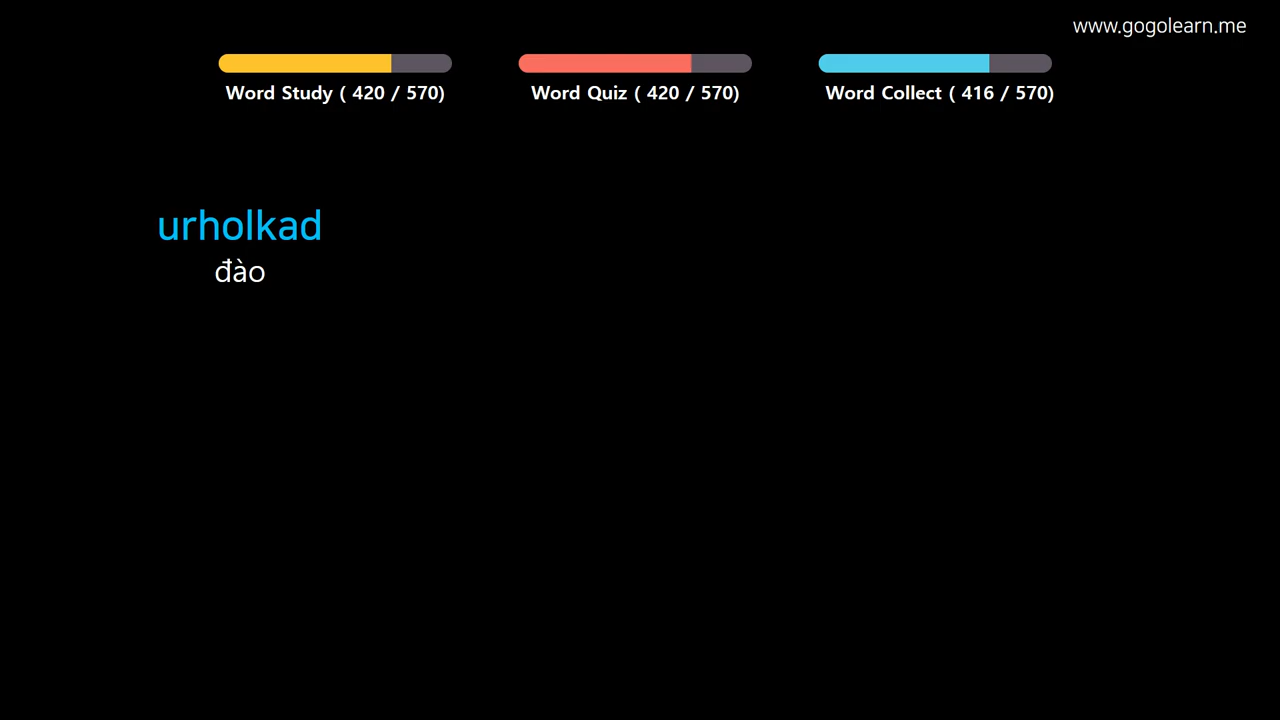 www.gogolearn.me
Word Study ( 420 / 570)
Word Quiz ( 420 / 570)
Word Collect ( 416 / 570)
urholkad
đào